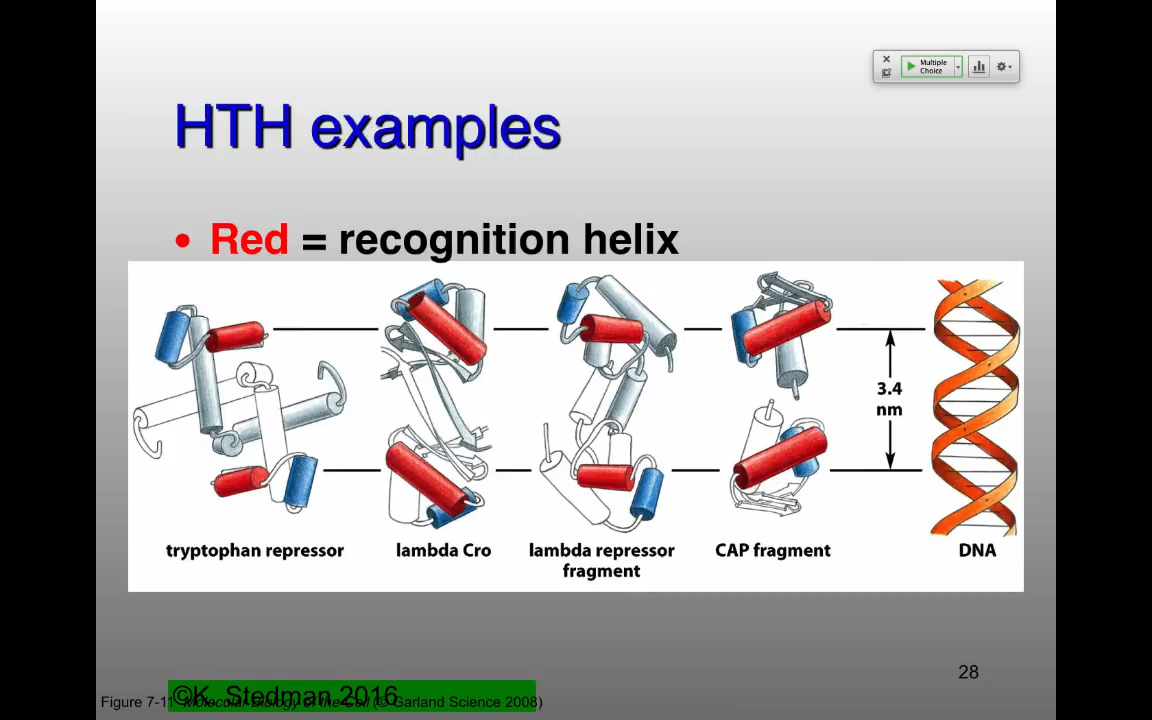 Multiple
Choice
HTH examples
• Red = recognition helix
3.4
nm
tryptophan repressor
lambda Cro
lambda repressor
fragment
CAP fragment
DNA
28
©K. Stedman 2016
Figure 7-11 Molecular Biology of the Cell (© Garland Science 2008)